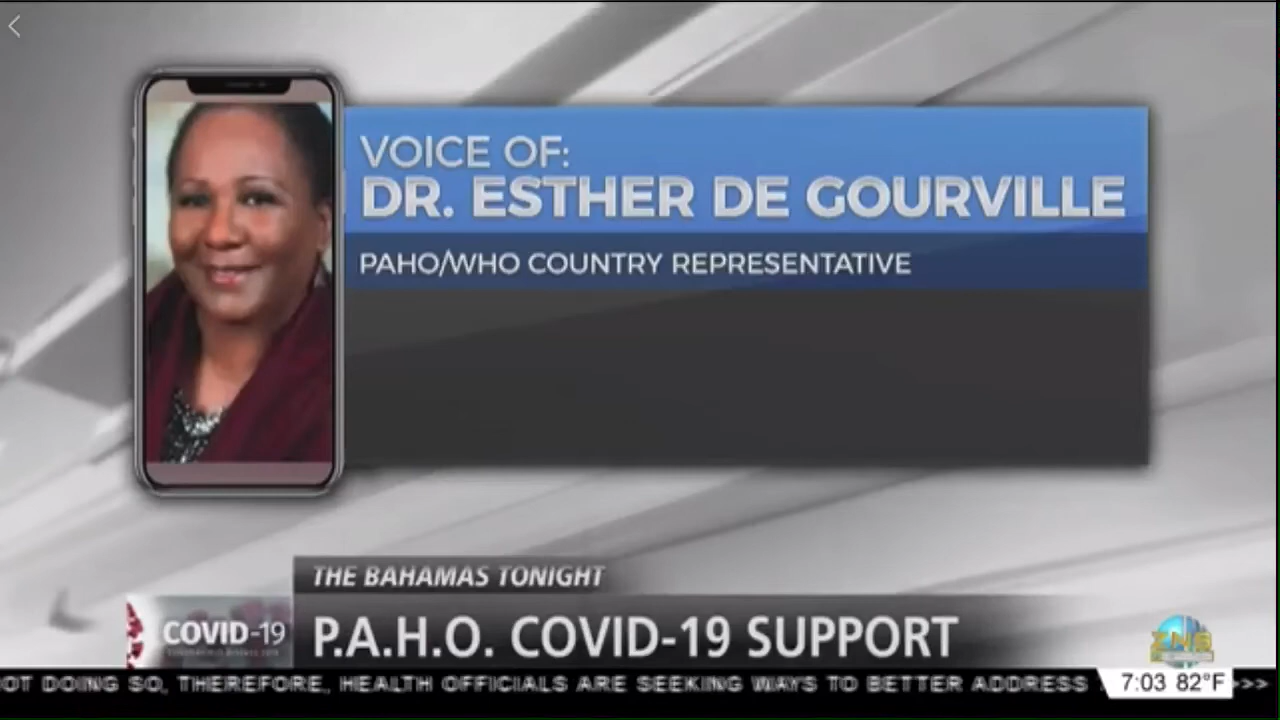 VOICE OF:
DR. ESTHER DE GOURVILLE
PAHO/WHO COUNTRY REPRESENTATIVE
THE BAHAMAS TONIGHT
COVID-19
P.A.H.O. COVID-19 SUPPORT
ZNS
OT DOING SO, THEREFORE, HEALTH OFFICIALS ARE SEEKING WAYS TO BETTER ADDRESS
7:03 82°F >>>